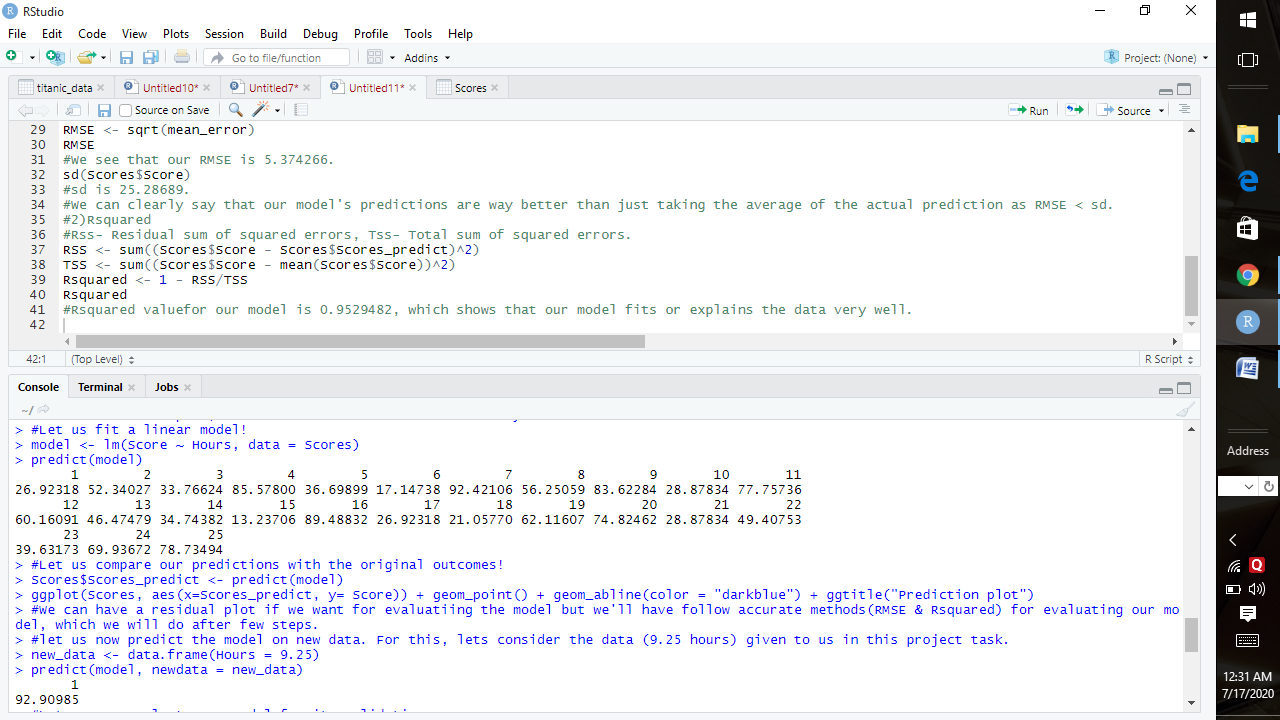 RStudio
File Edit Code View Plots Session Build Debug Profile Tools Help
Go to file/function Addins Project: (None)
titanic_data Untitled10* Untitled7* Untitled11* Scores
Source on Save Run Source
29 RMSE <- sqrt(mean_error)
30 RMSE
31 #We see that our RMSE is 5.374266.
32 sd(Scores$Score)
33 #sd is 25.28689.
34 #We can clearly say that our model's predictions are way better than just taking the average of the actual prediction as RMSE < sd.
35 #2)Rsquared
36 #Rss- Residual sum of squared errors, Tss- Total sum of squared errors.
37 RSS <- sum((Scores$Score - Scores$Scores_predict)^2)
38 TSS <- sum((Scores$Score - mean(Scores$Score))^2)
39 Rsquared <- 1 - RSS/TSS
40 Rsquared
41 #Rsquared valuefor our model is 0.9529482, which shows that our model fits or explains the data very well.
42
42:1 (Top Level) R Script
Console Terminal Jobs
~/
> #Let us fit a linear model!
> model <- lm(Score ~ Hours, data = Scores)
> predict(model)
1 2 3 4 5 6 7 8 9 10 11
26.92318 52.34027 33.76624 85.57800 36.69899 17.14738 92.42106 56.25059 83.62284 28.87834 77.75736
12 13 14 15 16 17 18 19 20 21 22
60.16091 46.47479 34.74382 13.23706 89.48832 26.92318 21.05770 62.11607 74.82462 28.87834 49.40753
23 24 25
39.63173 69.93672 78.73494
> #Let us compare our predictions with the original outcomes!
> Scores$Scores_predict <- predict(model)
> ggplot(Scores, aes(x=Scores_predict, y= Score)) + geom_point() + geom_abline(color = "darkblue") + ggtitle("Prediction plot")
> #We can have a residual plot if we want for evaluatiing the model but we'll have follow accurate methods(RMSE & Rsquared) for evaluating our mo
del, which we will do after few steps.
> #let us now predict the model on new data. For this, lets consider the data (9.25 hours) given to us in this project task.
> new_data <- data.frame(Hours = 9.25)
> predict(model, newdata = new_data)
1
92.90985
Address
12:31 AM
7/17/2020